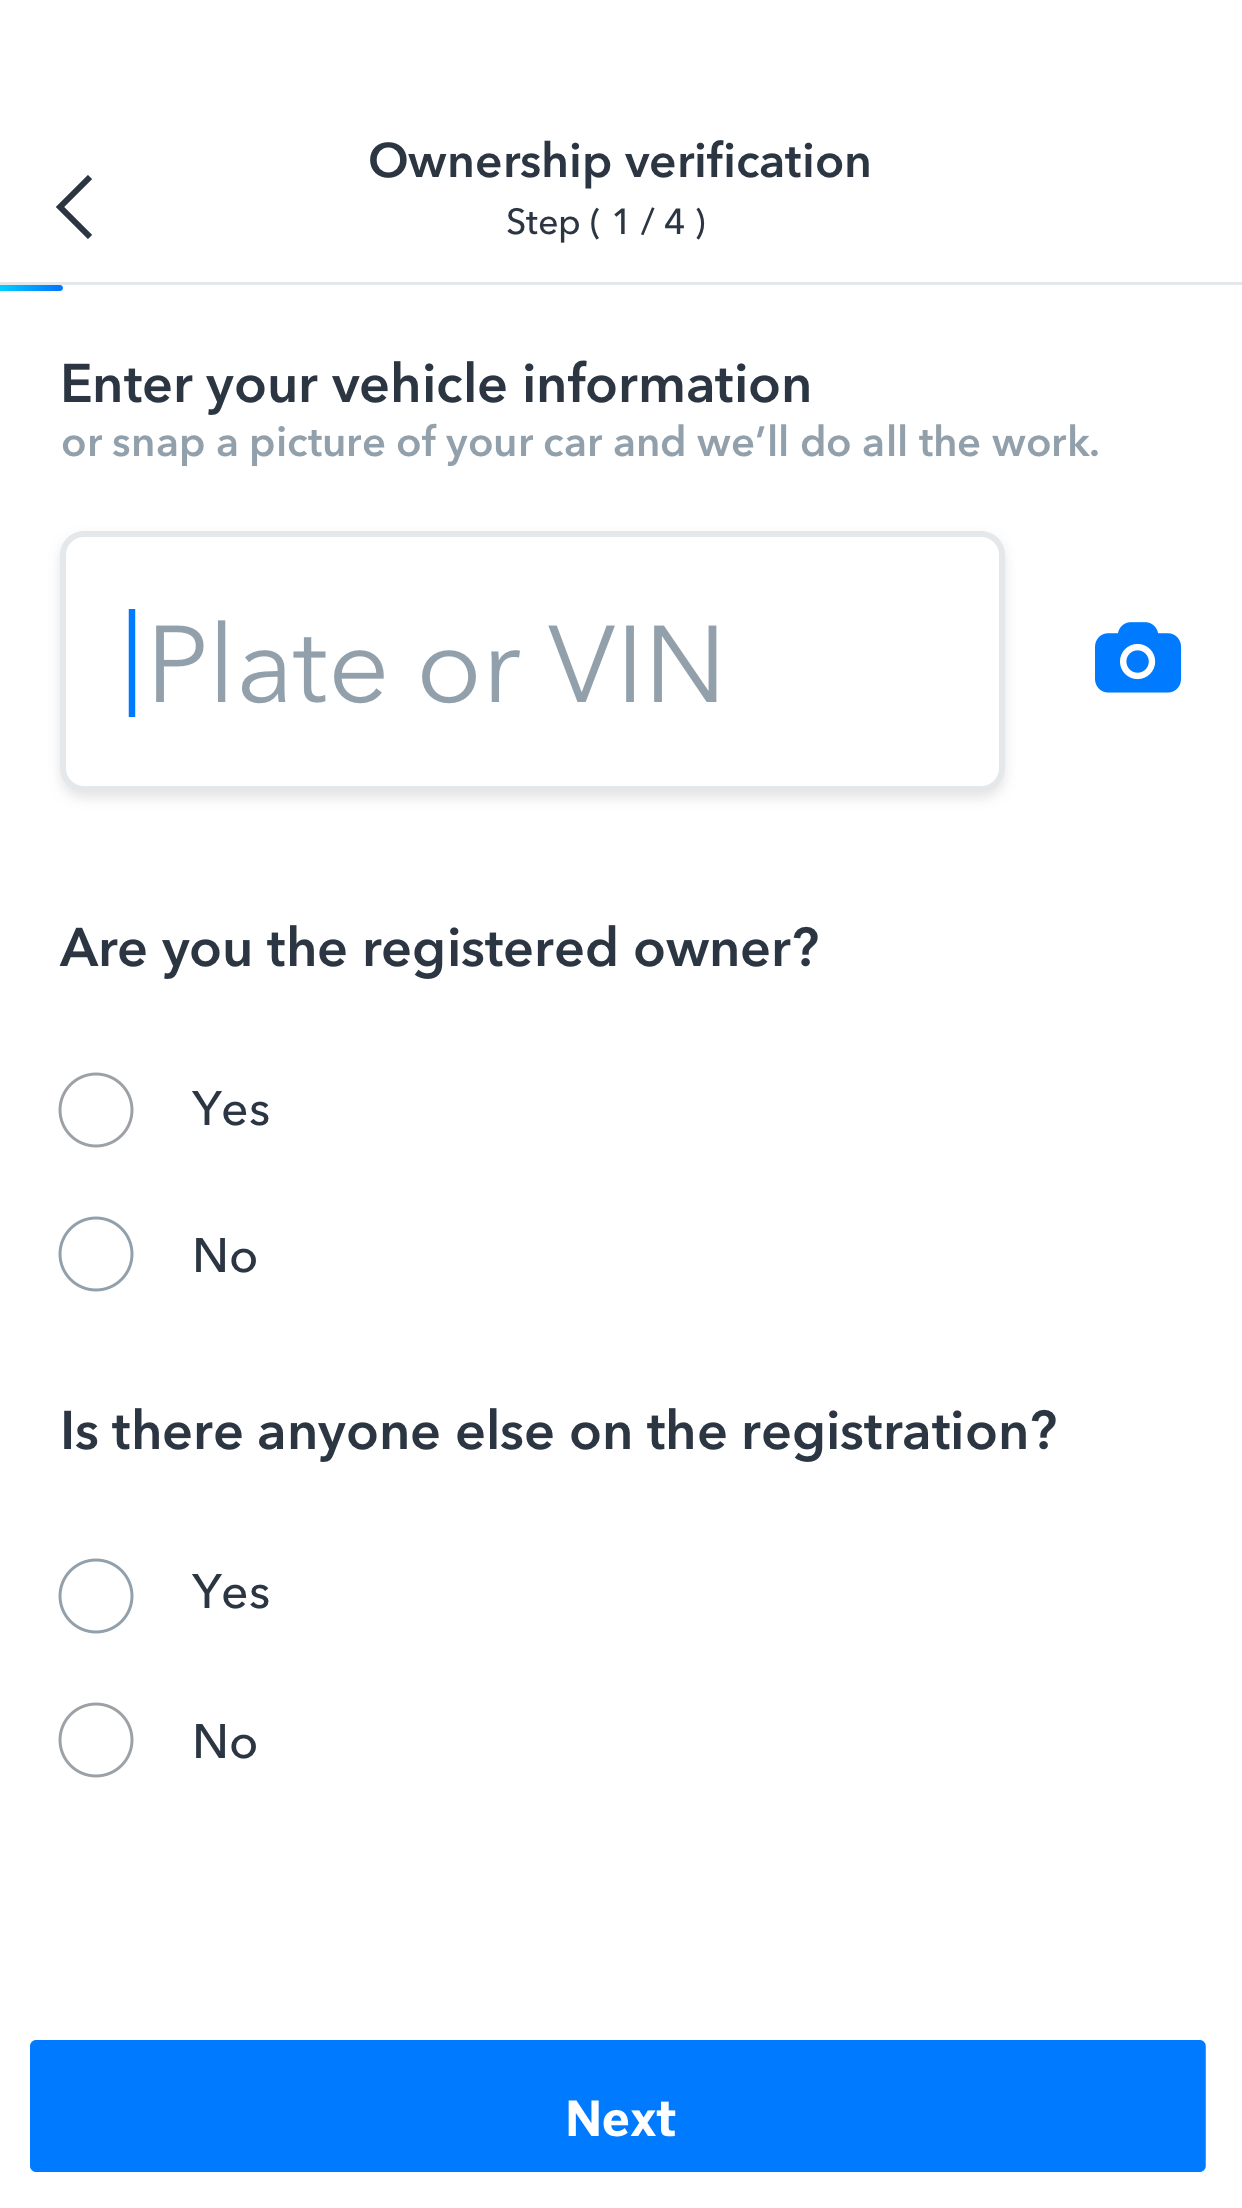 Ownership verification
Step ( 1 / 4 )
Enter your vehicle information
or snap a picture of your car and we’ll do all the work.
Plate or VIN
Are you the registered owner?
Yes
No
Is there anyone else on the registration?
Yes
No
Next